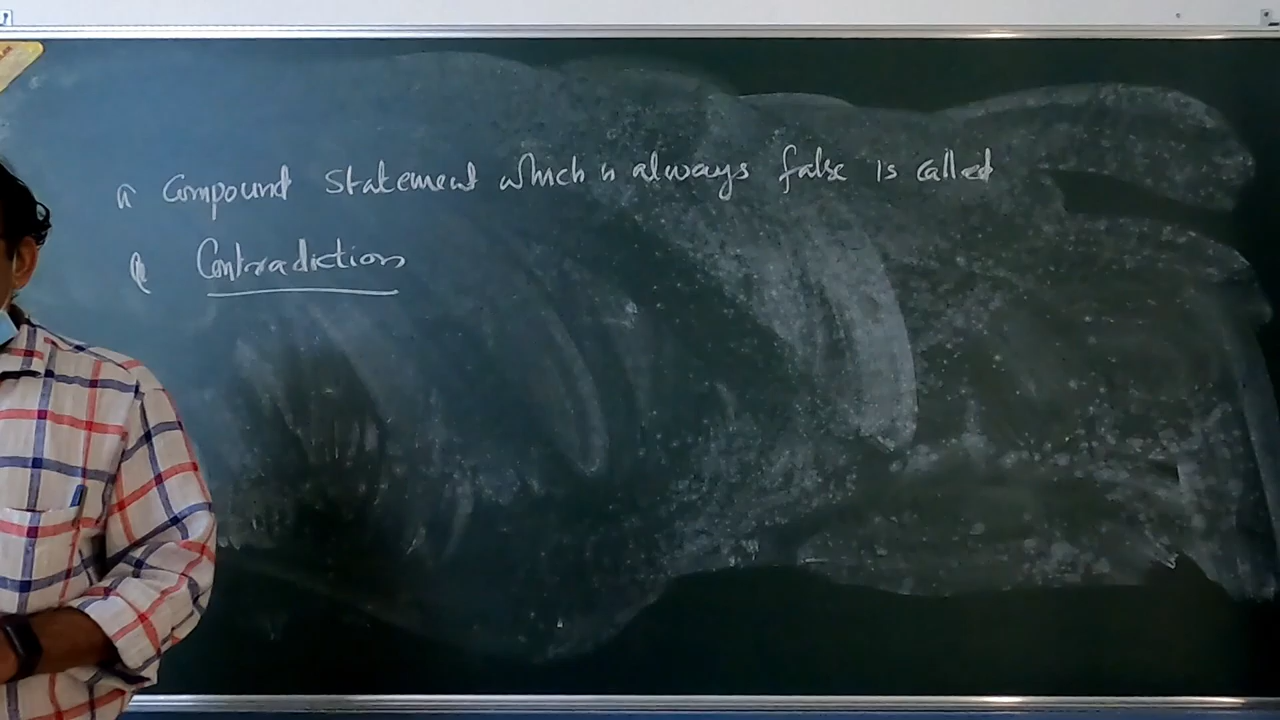 a compound statement which is always false is called
a Contradiction